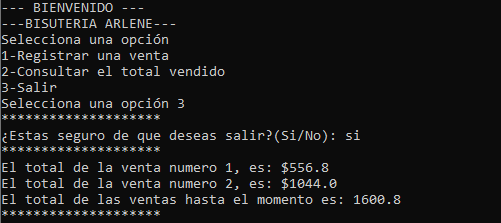 --- BIENVENIDO ---
---BISUTERIA ARLENE---
Selecciona una opción
1-Registrar una venta
2-Consultar el total vendido
3-Salir
Selecciona una opción 3
********************
¿Estas seguro de que deseas salir?(Si/No): si
********************
El total de la venta numero 1, es: $556.8
El total de la venta numero 2, es: $1044.0
El total de las ventas hasta el momento es: 1600.8
********************